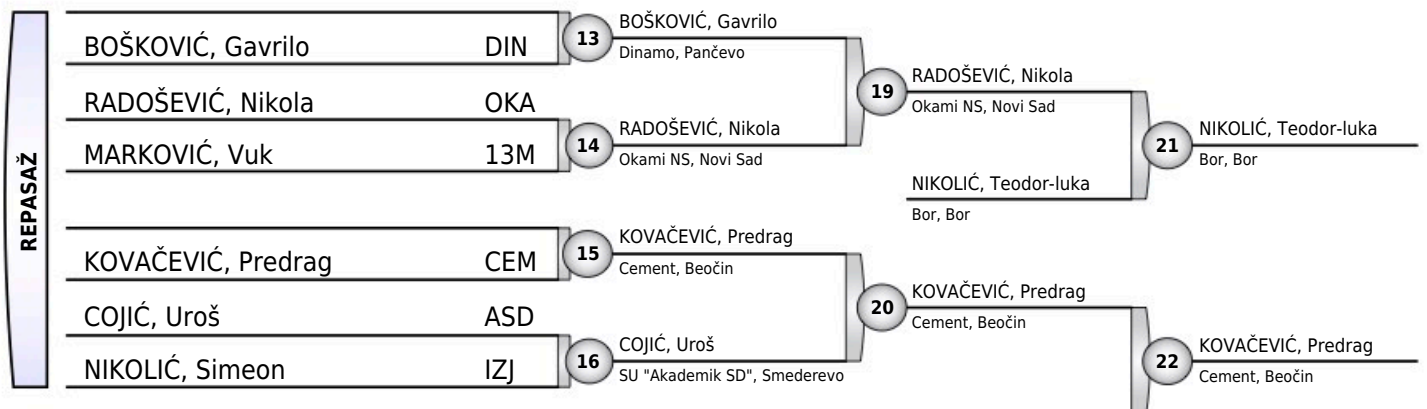 REPASAŽ
BOŠKOVIĆ, Gavrilo DIN
RADOŠEVIĆ, Nikola OKA
MARKOVIĆ, Vuk 13M
KOVAČEVIĆ, Predrag CEM
COJIĆ, Uroš ASD
NIKOLIĆ, Simeon IZJ
13
BOŠKOVIĆ, Gavrilo
Dinamo, Pančevo
14
RADOŠEVIĆ, Nikola
Okami NS, Novi Sad
15
KOVAČEVIĆ, Predrag
Cement, Beočin
16
COJIĆ, Uroš
SU "Akademik SD", Smederevo
19
RADOŠEVIĆ, Nikola
Okami NS, Novi Sad
NIKOLIĆ, Teodor-luka
Bor, Bor
20
KOVAČEVIĆ, Predrag
Cement, Beočin
21
NIKOLIĆ, Teodor-luka
Bor, Bor
22
KOVAČEVIĆ, Predrag
Cement, Beočin